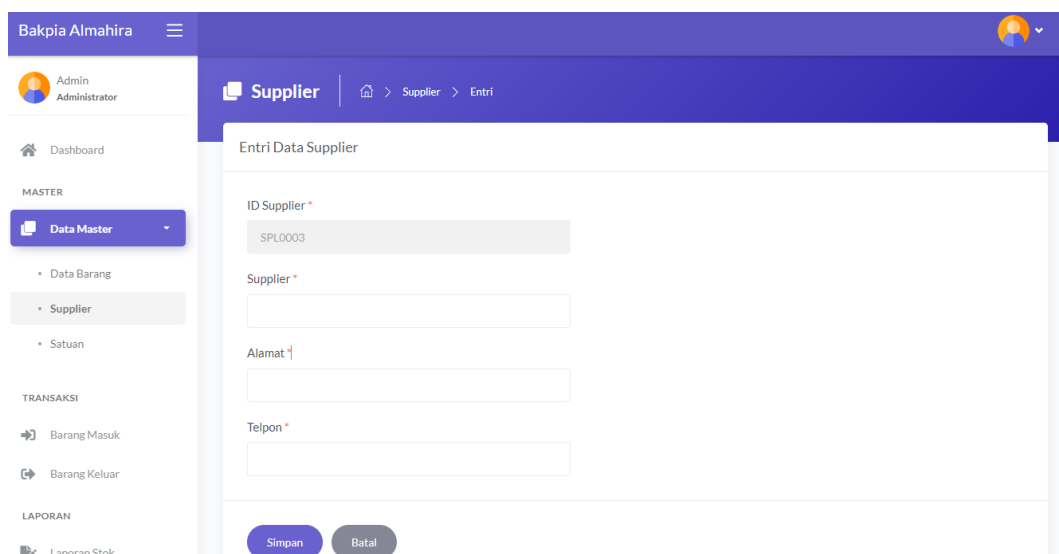 Bakpia Almahira
Admin
Administrator
Dashboard
MASTER
Data Master
Data Barang
Supplier
Satuan
TRANSAKSI
Barang Masuk
Barang Keluar
LAPORAN
Laporan Stok
Supplier
> Supplier > Entri
Entri Data Supplier
ID Supplier *
SPL0003
Supplier *
Alamat *
Telpon *
Simpan
Batal